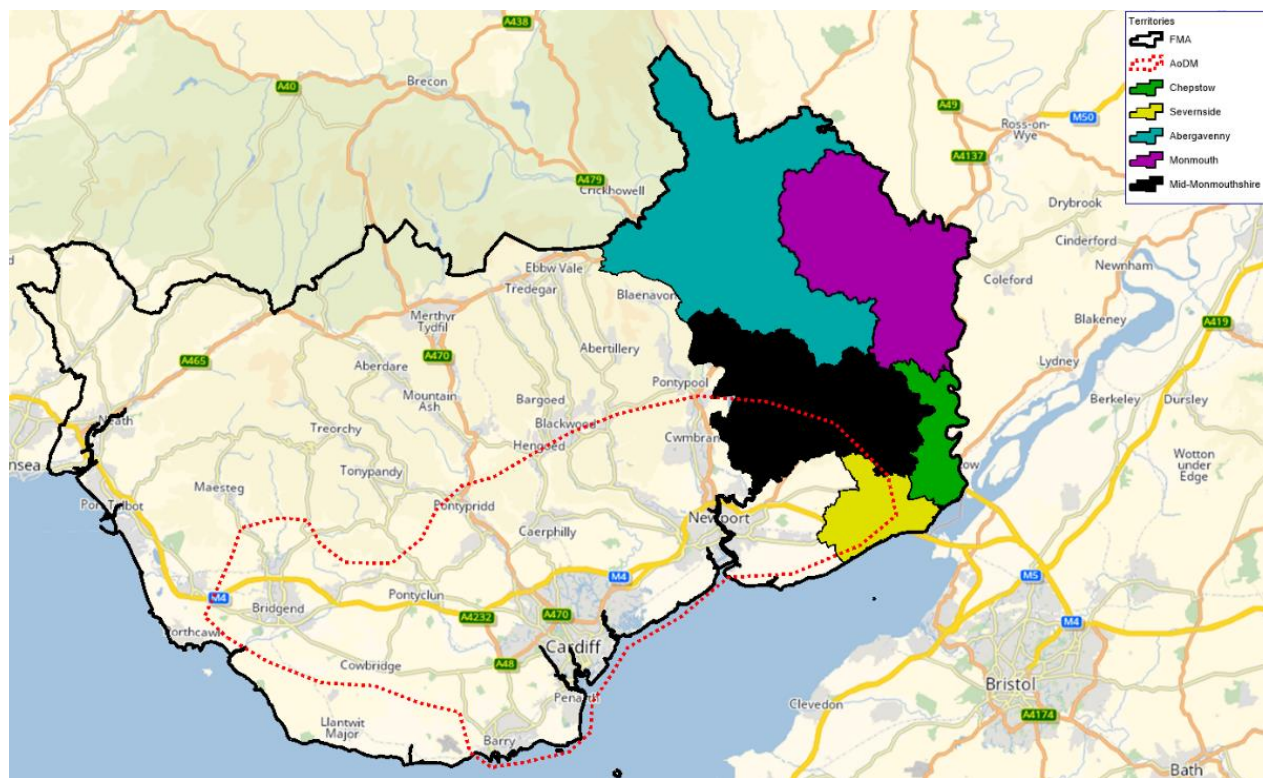 Territories
FMA
AoDM
Chepstow
Severnside
Abergavenny
Monmouth
Mid-Monmouthshire
A438
Brecon
A40
A49
Ross-on-
Wye
M50
A4137
A479
Crickhowell
Drybrook
Cinderford
Newnham
Coleford
Ebbw Vale
Tredegar
Blaenavon
Merthyr
Tydfil
A470
Abertillery
Blakeney
A419
A465
Aberdare
Lydney
Mountain
Ash
Bargoed
Pontypool
Berkeley
Dursley
Neath
Treorchy
Blackwood
Hengoed
Cwmbran
Wotton
under
Edge
nsea
Tonypandy
Maesteg
Port Talbot
Pontypridd
Newport
ow
Caerphilly
M4
M4
M5
Bridgend
Pontyclun
A4232
A470
M4
Porthcawl
Cardiff
A48
Cowbridge
Penarth
Bristol
Llantwit
Major
Barry
Clevedon
A4174
Bath